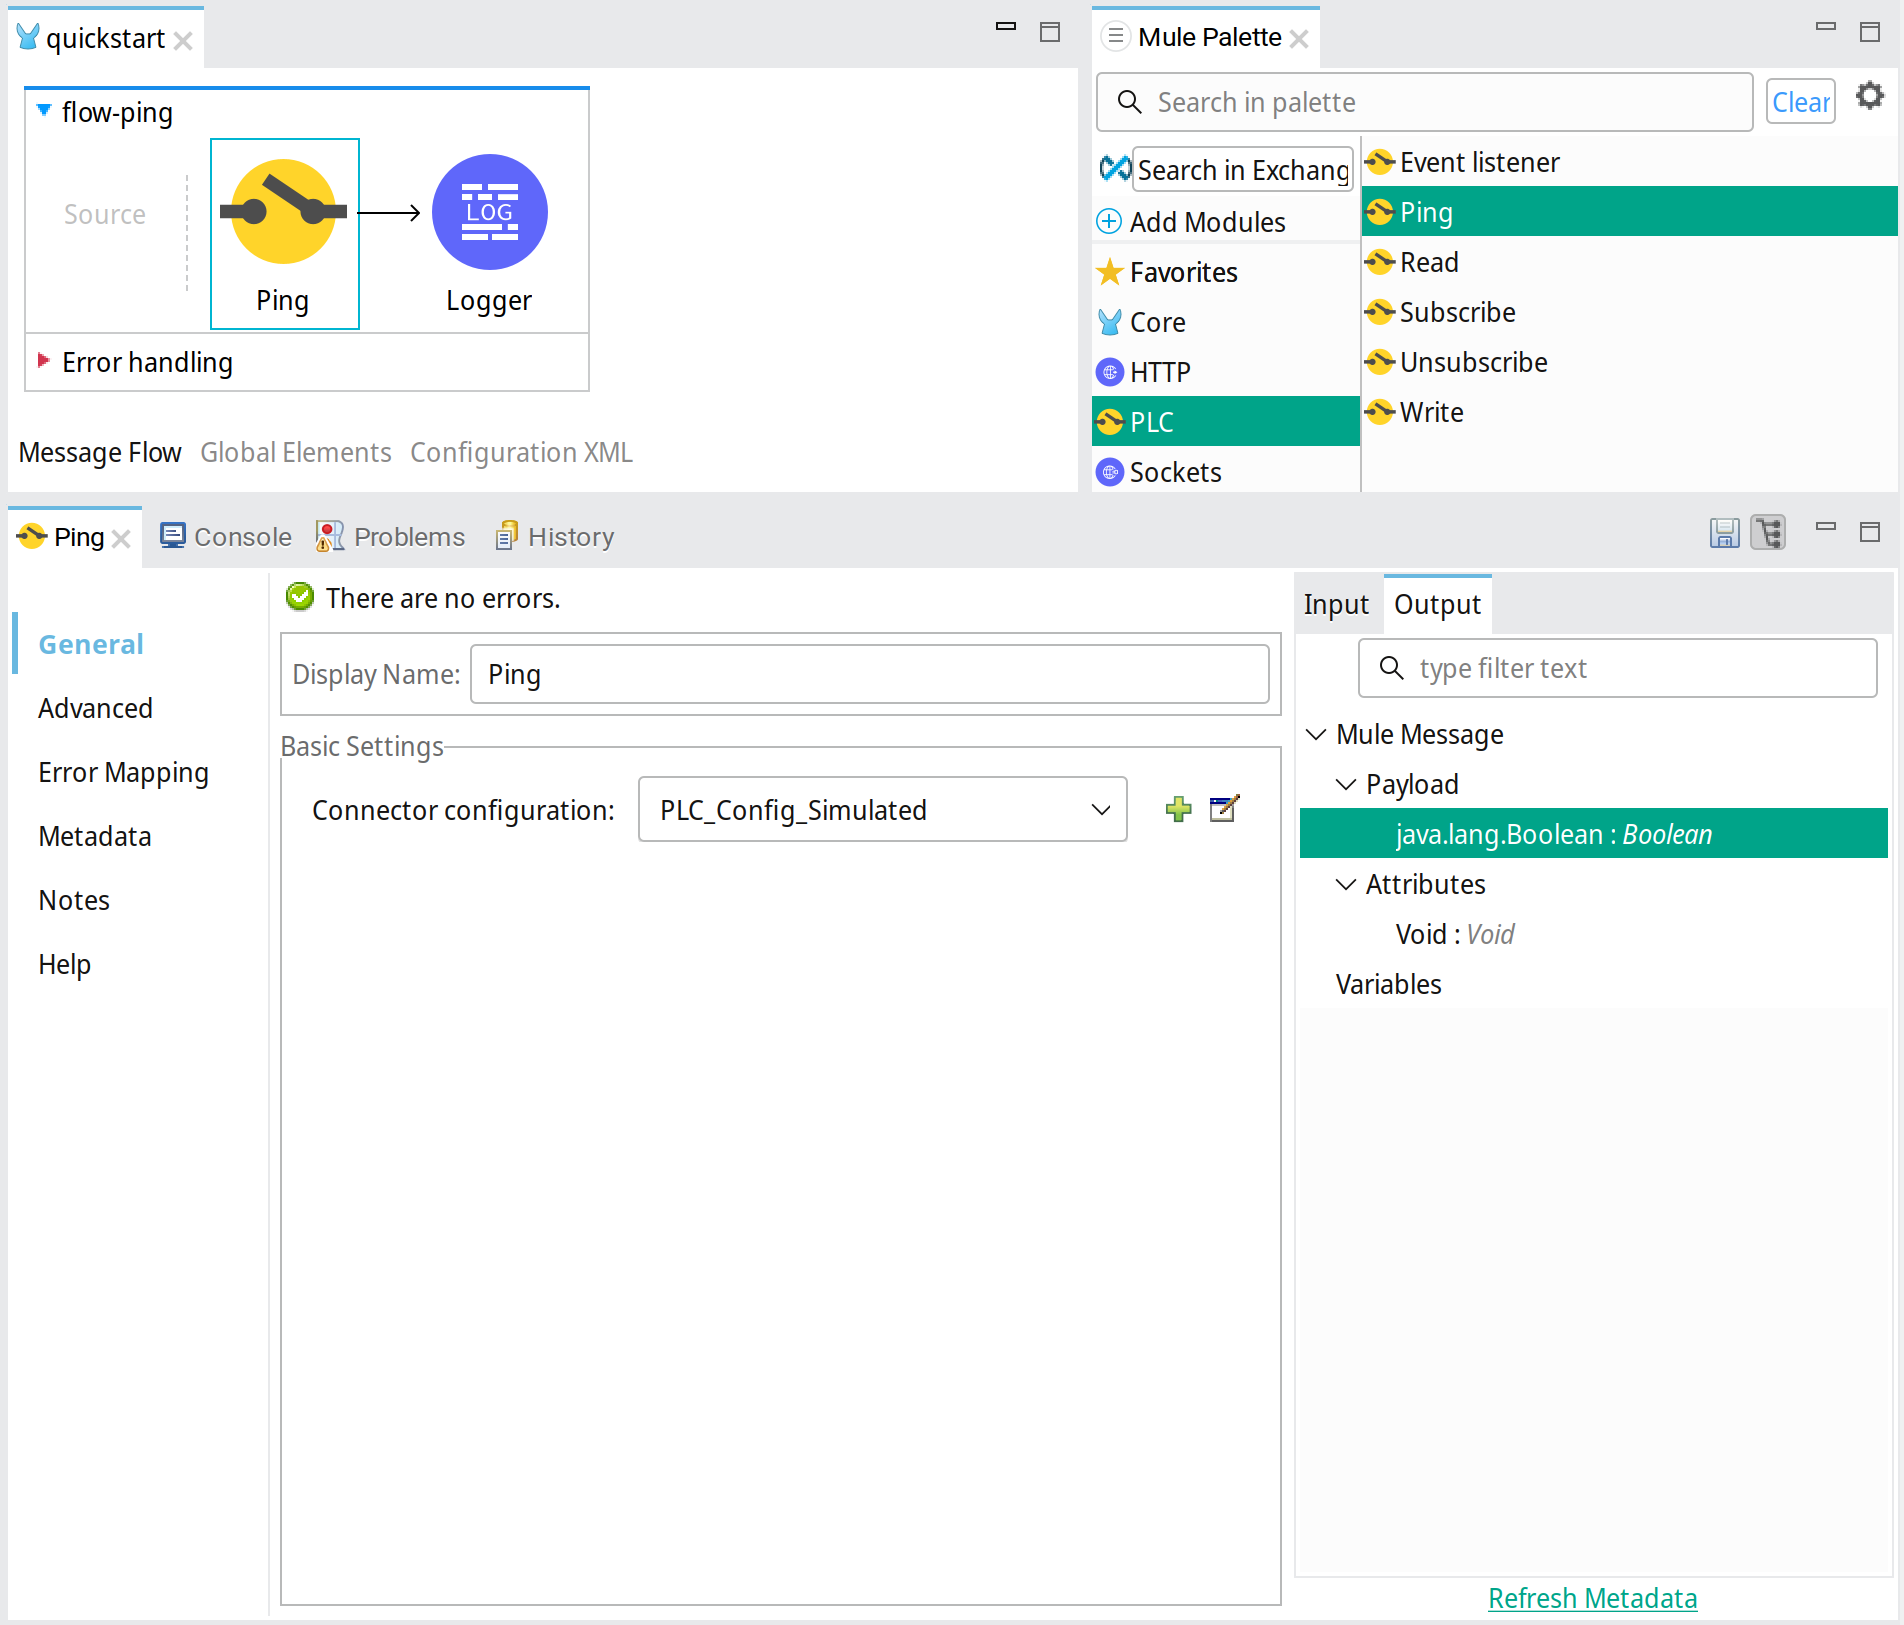 quickstart
flow-ping
Source
LOG
Ping
Logger
Error handling
Message Flow Global Elements Configuration XML
Mule Palette
Search in palette
Clear
Search in Exchang
Add Modules
Favorites
Core
HTTP
PLC
Sockets
Event listener
Ping
Read
Subscribe
Unsubscribe
Write
Ping Console Problems History
General
Advanced
Error Mapping
Metadata
Notes
Help
There are no errors.
Display Name: Ping
Basic Settings
Connector configuration: PLC_Config_Simulated
Input Output
type filter text
Mule Message
Payload
java.lang.Boolean : Boolean
Attributes
Void : Void
Variables
Refresh Metadata